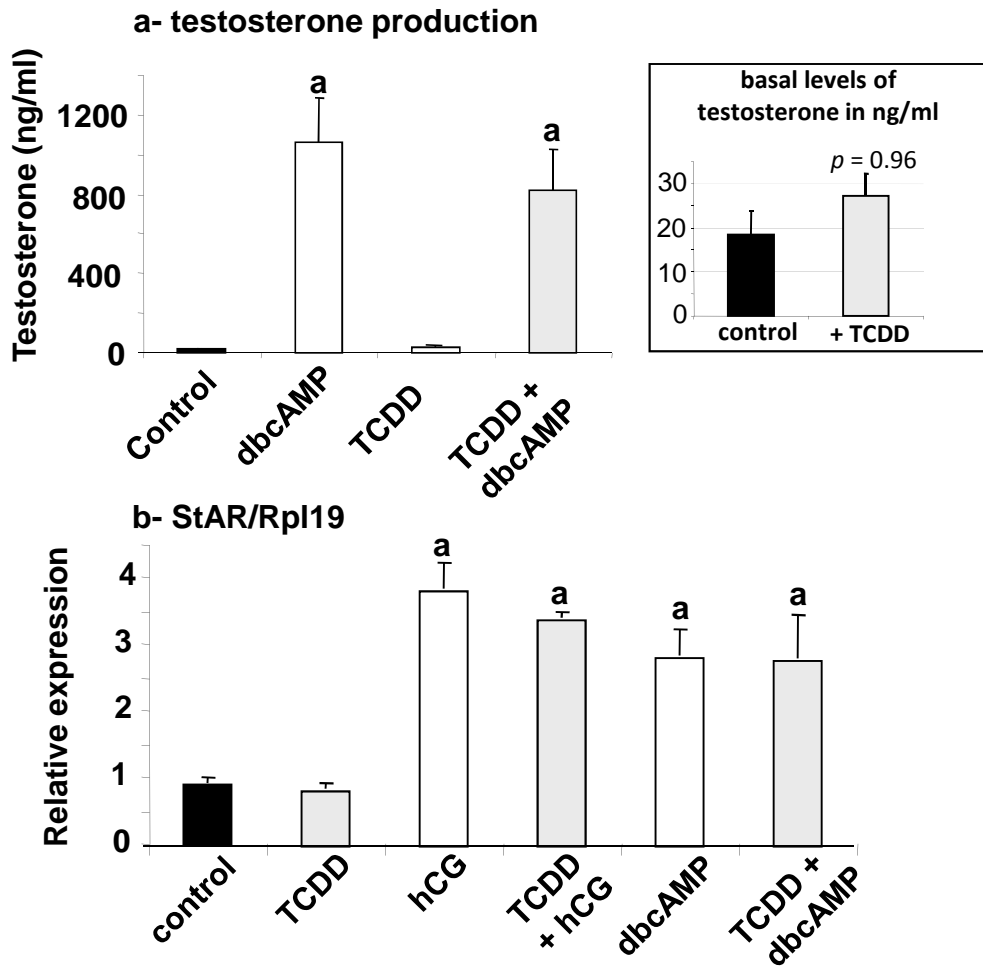 a- testosterone production
Testosterone (ng/ml)
1200
800
400
0
a
a
Control
dbcAMP
TCDD
TCDD +
dbcAMP
basal levels of
testosterone in ng/ml
p = 0.96
30
20
10
0
control
+ TCDD
b- StAR/Rpl19
Relative expression
4
3
2
1
0
a
a
a
a
control
TCDD
hCG
TCDD
+ hCG
dbcAMP
TCDD +
dbcAMP